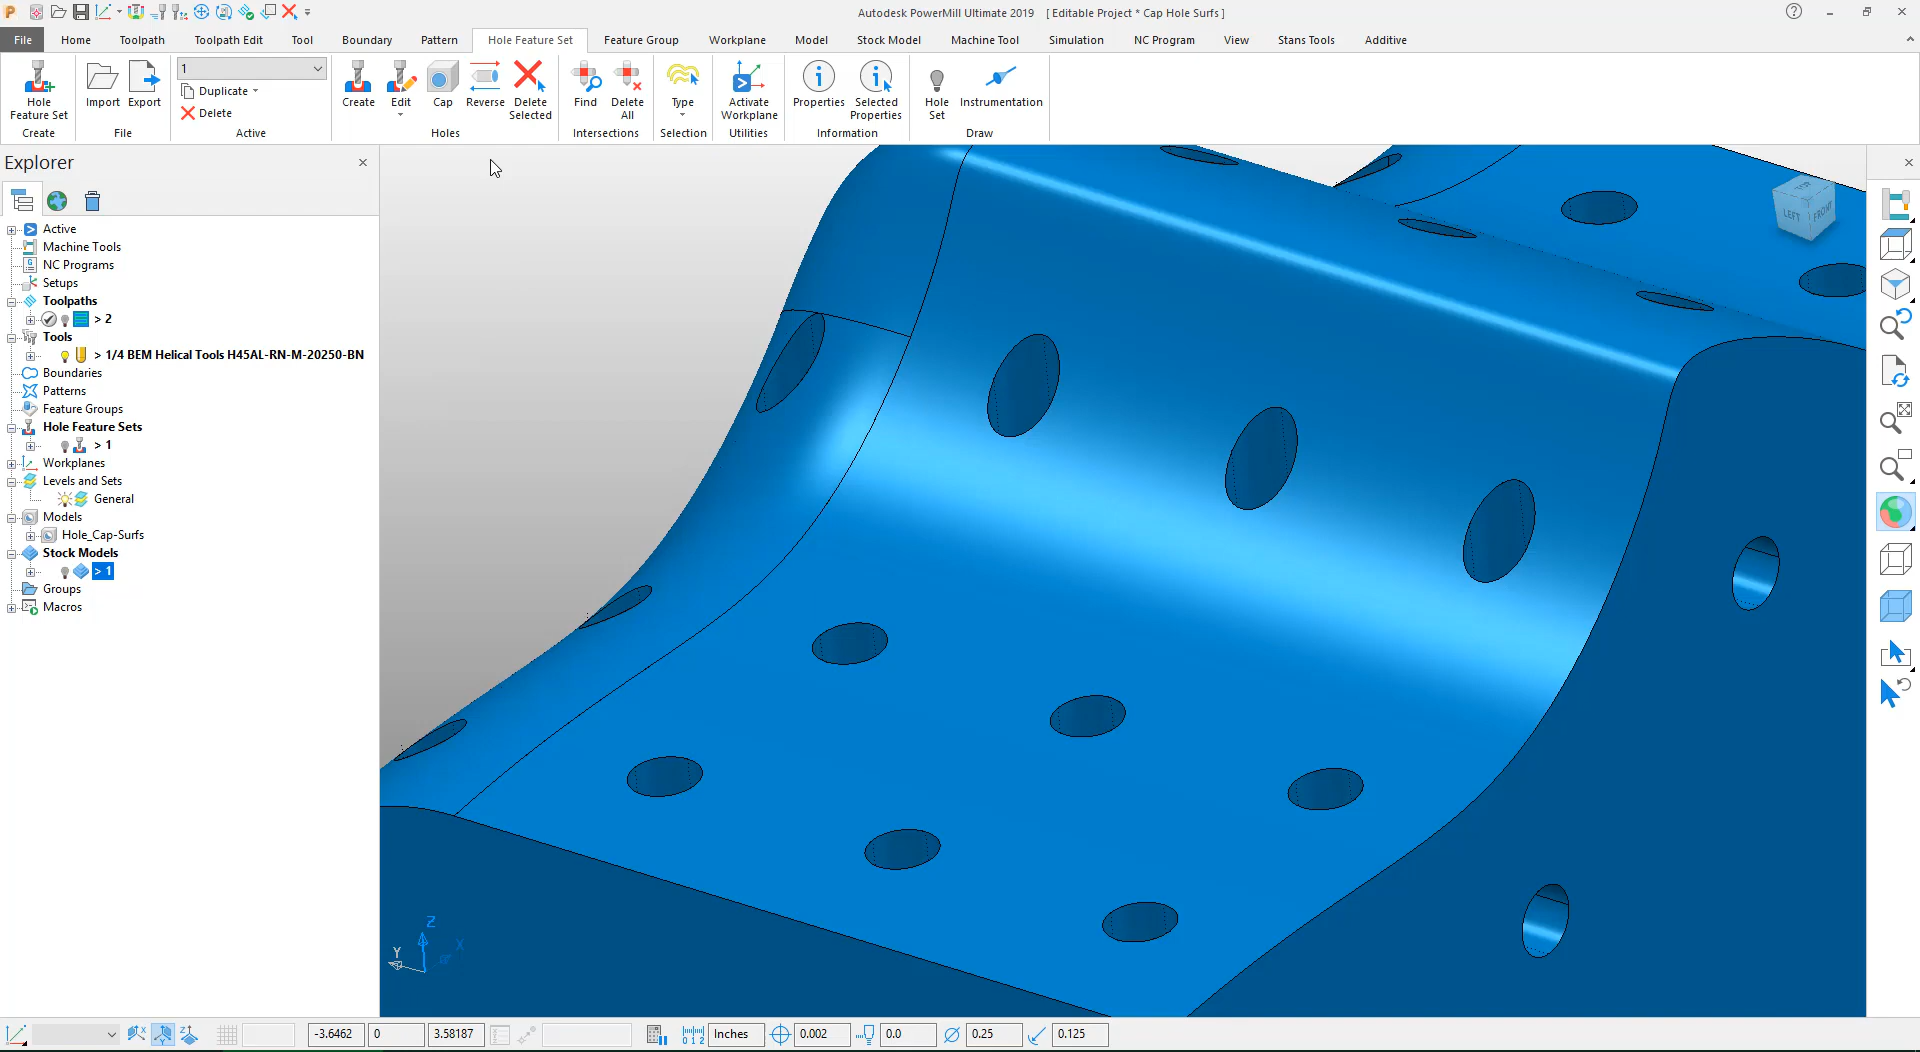 Autodesk PowerMill Ultimate 2019 [ Editable Project * Cap Hole Surfs ]
File Home Toolpath Toolpath Edit Tool Boundary Pattern Hole Feature Set Feature Group Workplane Model Stock Model Machine Tool Simulation NC Program View Stans Tools Additive
Hole Feature Set
Create
Import Export
File
1
Duplicate
Delete
Active
Create Edit Cap Reverse Delete Selected
Holes
Find Delete All
Intersections
Type
Selection
Activate Workplane
Utilities
Properties Selected Properties
Information
Hole Set Instrumentation
Draw
Explorer
Active
Machine Tools
NC Programs
Setups
Toolpaths
> 2
Tools
> 1/4 BEM Helical Tools H45AL-RN-M-20250-BN
Boundaries
Patterns
Feature Groups
Hole Feature Sets
> 1
Workplanes
Levels and Sets
General
Models
Hole_Cap-Surfs
Stock Models
> 1
Groups
Macros
TOP
LEFT FRONT
Z
X
Y
-3.6462 0 3.58187 Inches 0.002 0.0 0.25 0.125